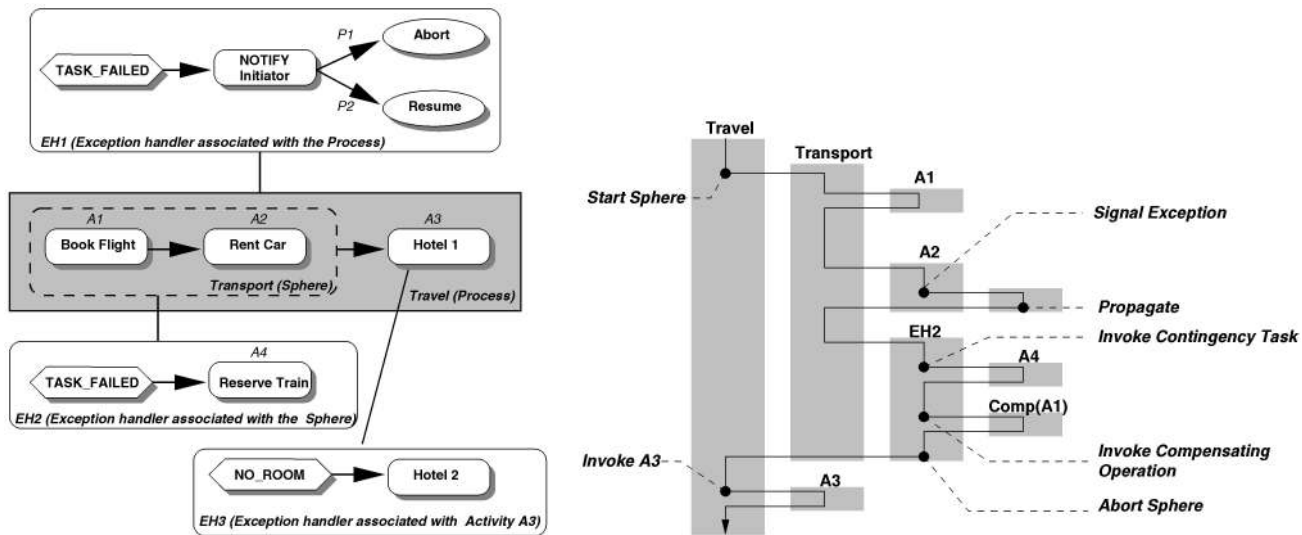 P1
Abort
TASK_FAILED
NOTIFY
Initiator
P2
Resume
EH1 (Exception handler associated with the Process)
A1
A2
A3
Book Flight
Rent Car
Hotel 1
Transport (Sphere)
Travel (Process)
A4
TASK_FAILED
Reserve Train
EH2 (Exception handler associated with the Sphere)
NO_ROOM
Hotel 2
EH3 (Exception handler associated with Activity A3)
Travel
Transport
A1
Start Sphere
Signal Exception
A2
Propagate
EH2
Invoke Contingency Task
A4
Comp(A1)
Invoke A3
Invoke Compensating
Operation
A3
Abort Sphere